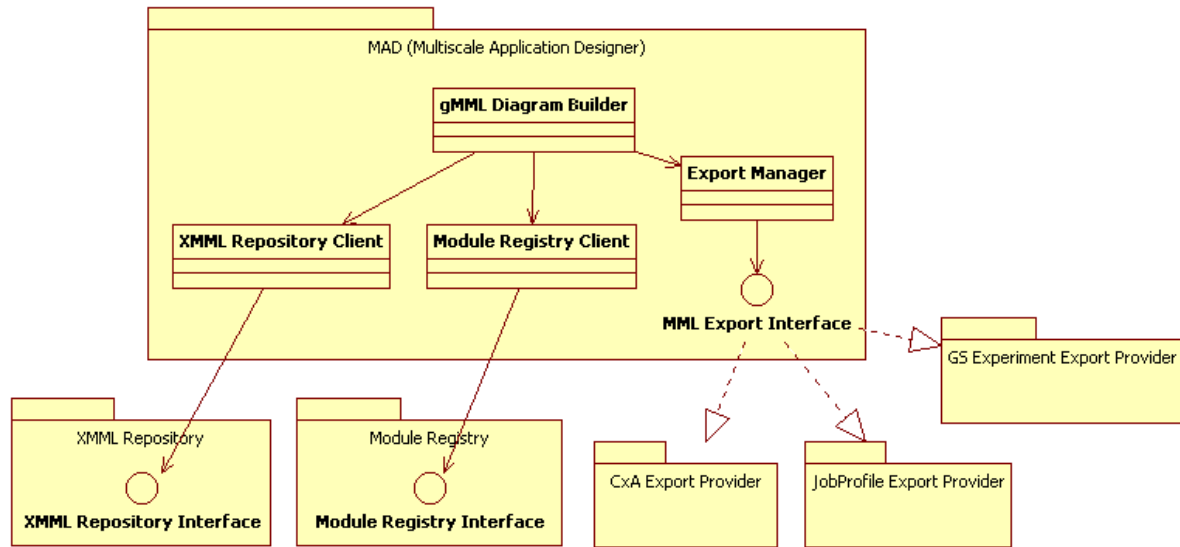 MAD (Multiscale Application Designer)
gMML Diagram Builder
Export Manager
XMML Repository Client
Module Registry Client
MML Export Interface
GS Experiment Export Provider
XMML Repository
Module Registry
CxA Export Provider
JobProfile Export Provider
XMML Repository Interface
Module Registry Interface